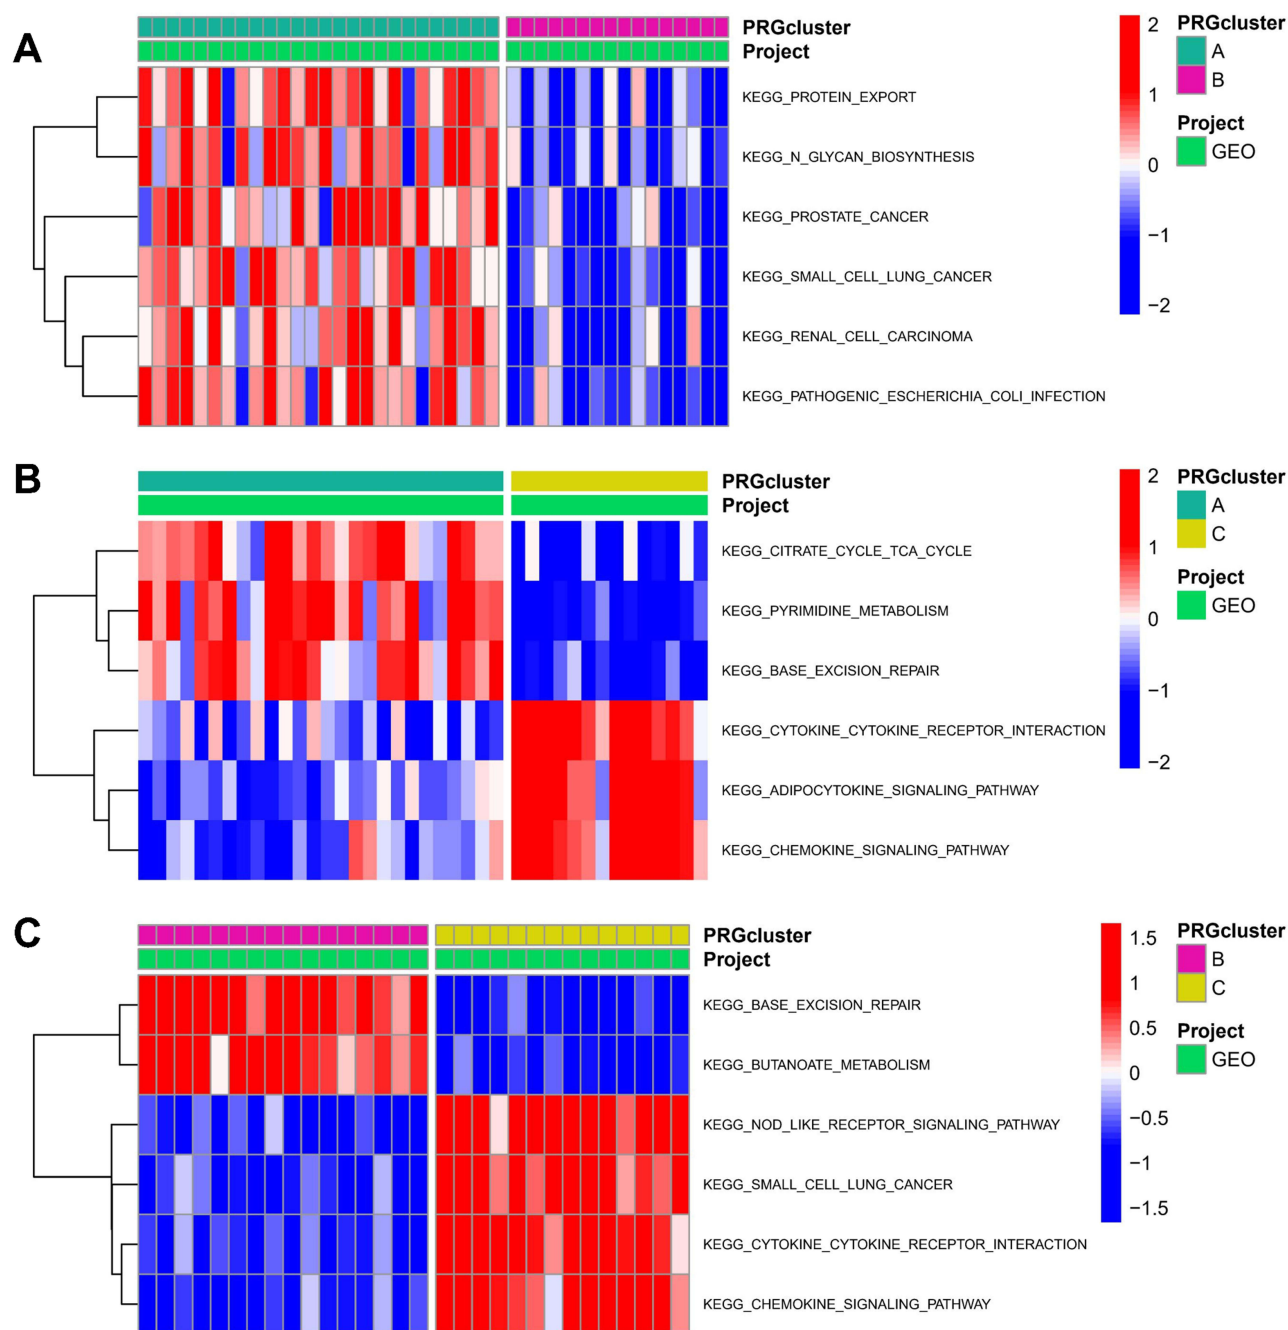 A
PRGcluster
Project
KEGG_PROTEIN_EXPORT
KEGG_N_GLYCAN_BIOSYNTHESIS
KEGG_PROSTATE_CANCER
KEGG_SMALL_CELL_LUNG_CANCER
KEGG_RENAL_CELL_CARCINOMA
KEGG_PATHOGENIC_ESCHERICHIA_COLI_INFECTION
2
1
0
−1
−2
PRGcluster
A
B
Project
GEO
B
PRGcluster
Project
KEGG_CITRATE_CYCLE_TCA_CYCLE
KEGG_PYRIMIDINE_METABOLISM
KEGG_BASE_EXCISION_REPAIR
KEGG_CYTOKINE_CYTOKINE_RECEPTOR_INTERACTION
KEGG_ADIPOCYTOKINE_SIGNALING_PATHWAY
KEGG_CHEMOKINE_SIGNALING_PATHWAY
2
1
0
−1
−2
PRGcluster
A
C
Project
GEO
C
PRGcluster
Project
KEGG_BASE_EXCISION_REPAIR
KEGG_BUTANOATE_METABOLISM
KEGG_NOD_LIKE_RECEPTOR_SIGNALING_PATHWAY
KEGG_SMALL_CELL_LUNG_CANCER
KEGG_CYTOKINE_CYTOKINE_RECEPTOR_INTERACTION
KEGG_CHEMOKINE_SIGNALING_PATHWAY
1.5
1
0.5
0
−0.5
−1
−1.5
PRGcluster
B
C
Project
GEO